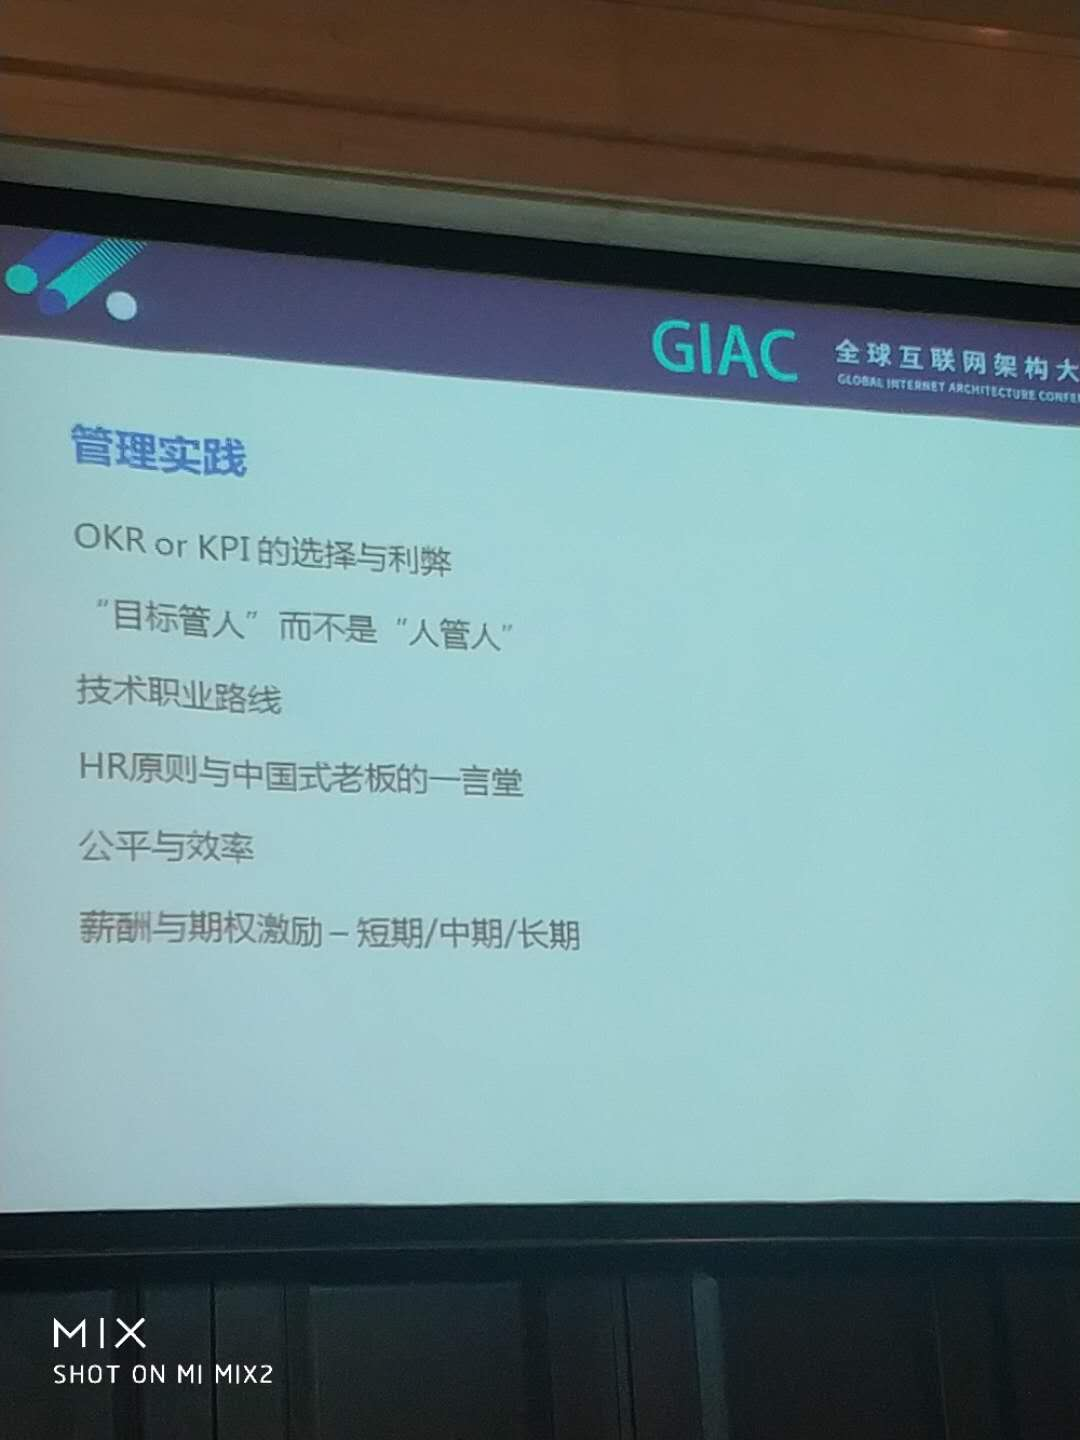 GIAC 全球互联网架构大
GLOBAL INTERNET ARCHITECTURE
管理实践
OKR or KPI 的选择与利弊
“目标管人”而不是“人管人”
技术职业路线
HR原则与中国式老板的一言堂
公平与效率
薪酬与期权激励 – 短期/中期/长期
MIX
SHOT ON MI MIX2